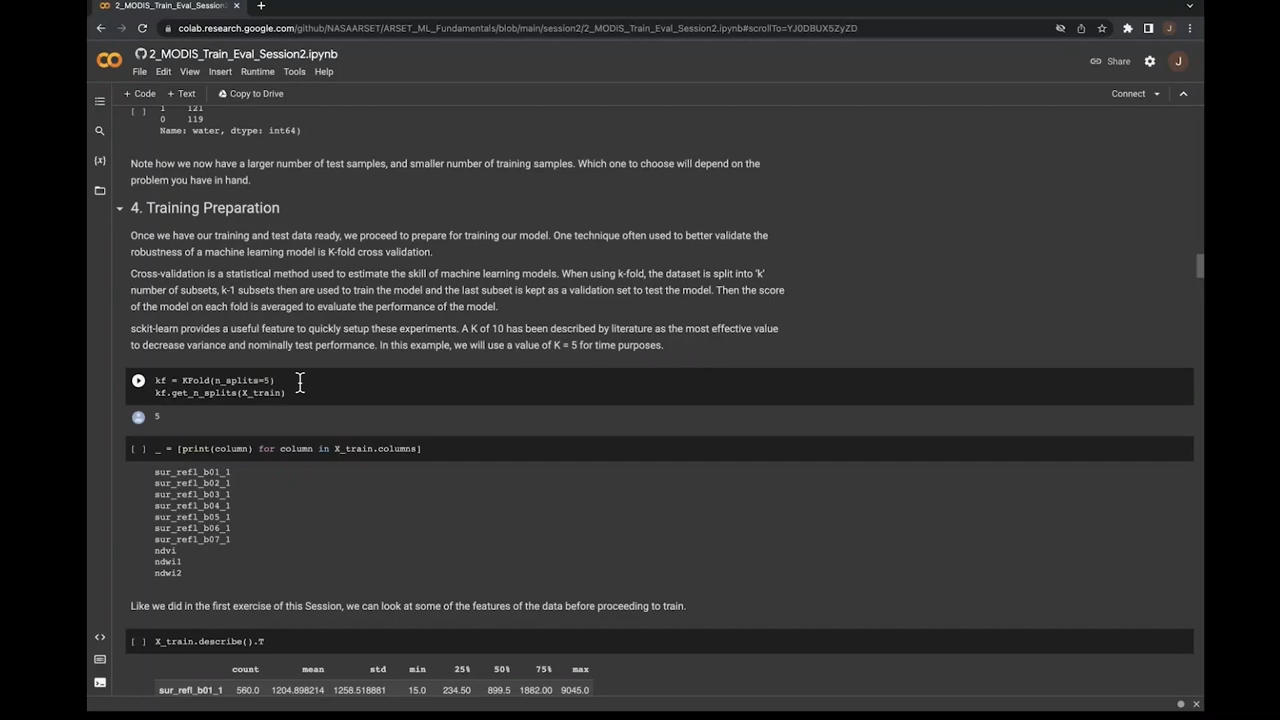 2_MODIS_Train_Eval_Session2.ip
colab.research.google.com/github/NASAARSET/ARSET_ML_Fundamentals/blob/main/session2/2_MODIS_Train_Eval_Session2.ipynb#scrollTo=YJ0DBUX5ZyZD
J
2_MODIS_Train_Eval_Session2.ipynb
File Edit View Insert Runtime Tools Help
Share
J
+ Code + Text Copy to Drive
Connect
[ ] 1 121
0 119
Name: water, dtype: int64)
Note how we now have a larger number of test samples, and smaller number of training samples. Which one to choose will depend on the
problem you have in hand.
4. Training Preparation
Once we have our training and test data ready, we proceed to prepare for training our model. One technique often used to better validate the
robustness of a machine learning model is K-fold cross validation.
Cross-validation is a statistical method used to estimate the skill of machine learning models. When using k-fold, the dataset is split into 'k'
number of subsets, k-1 subsets then are used to train the model and the last subset is kept as a validation set to test the model. Then the score
of the model on each fold is averaged to evaluate the performance of the model.
sckit-learn provides a useful feature to quickly setup these experiments. A K of 10 has been described by literature as the most effective value
to decrease variance and nominally test performance. In this example, we will use a value of K = 5 for time purposes.
kf = KFold(n_splits=5)
kf.get_n_splits(X_train)
5
[ ] _ = [print(column) for column in X_train.columns]
sur_refl_b01_1
sur_refl_b02_1
sur_refl_b03_1
sur_refl_b04_1
sur_refl_b05_1
sur_refl_b06_1
sur_refl_b07_1
ndvi
ndwi1
ndwi2
Like we did in the first exercise of this Session, we can look at some of the features of the data before proceeding to train.
[ ] X_train.describe().T
count mean std min 25% 50% 75% max
sur_refl_b01_1 560.0 1204.898214 1258.518881 15.0 234.50 899.5 1882.00 9045.0